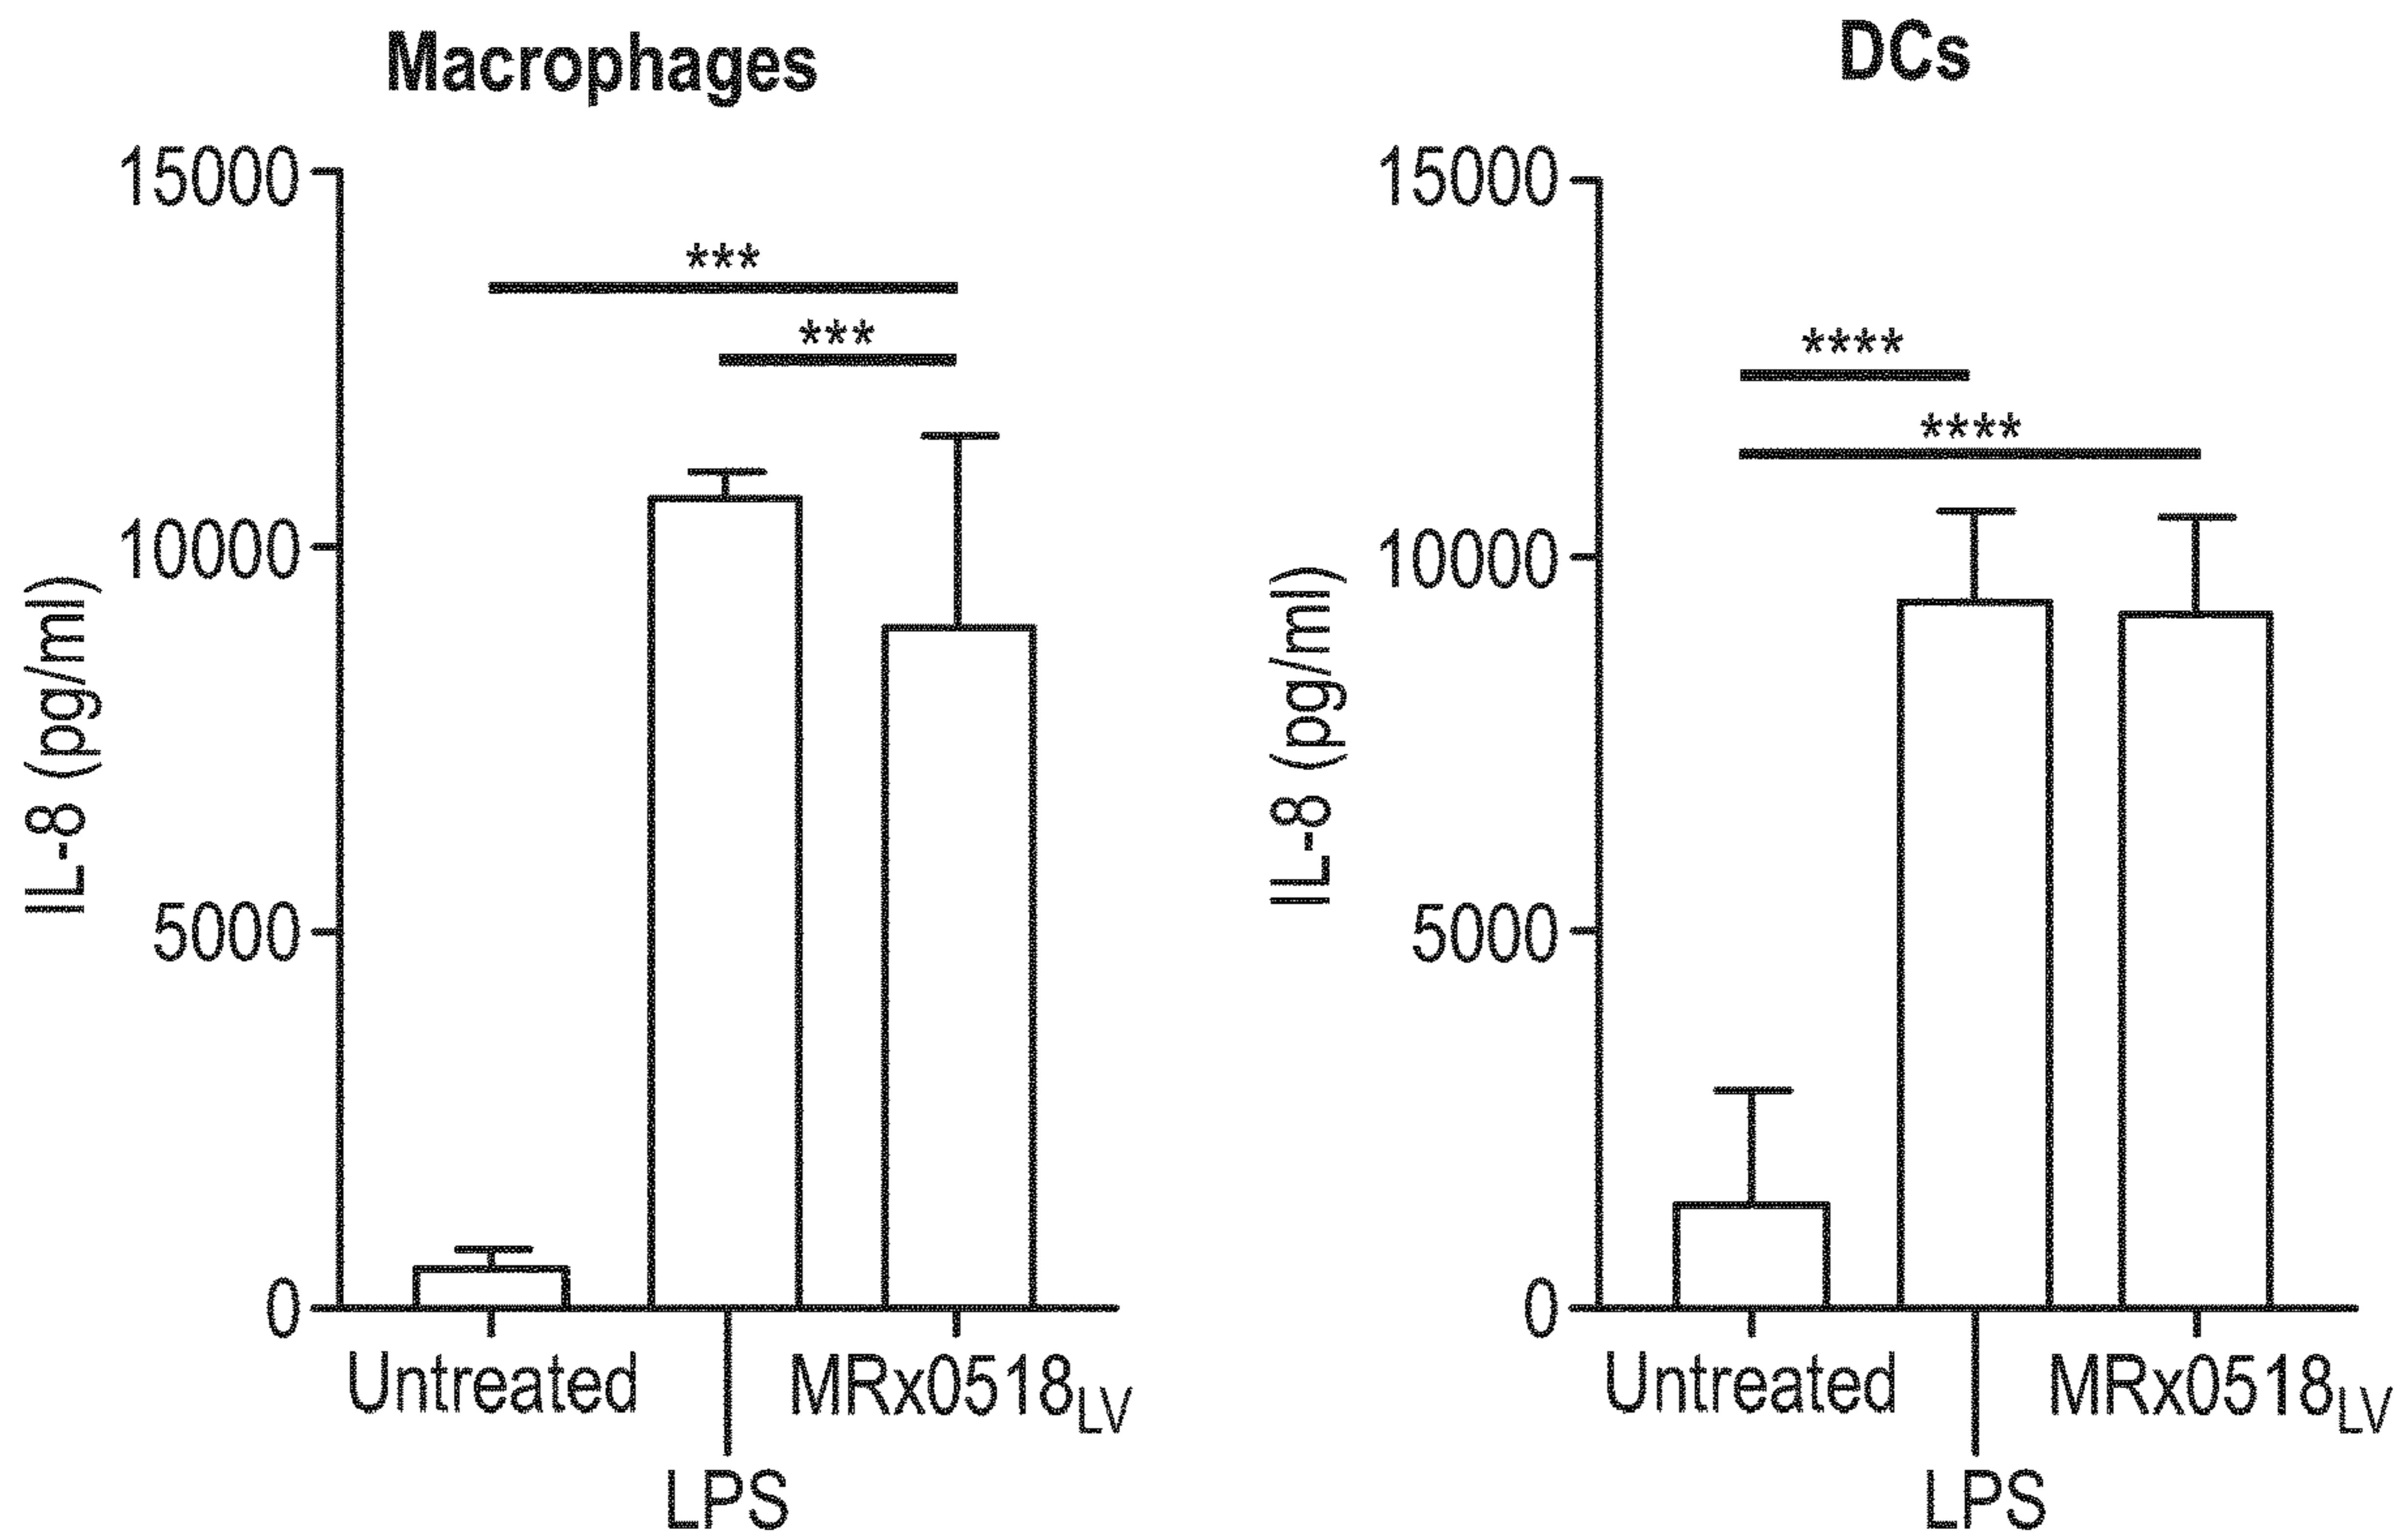 Macrophages
IL-8 (pg/ml)
15000
10000
5000
0
***
***
Untreated
LPS
MRx0518LV
DCs
IL-8 (pg/ml)
15000
10000
5000
0
****
****
Untreated
LPS
MRx0518LV